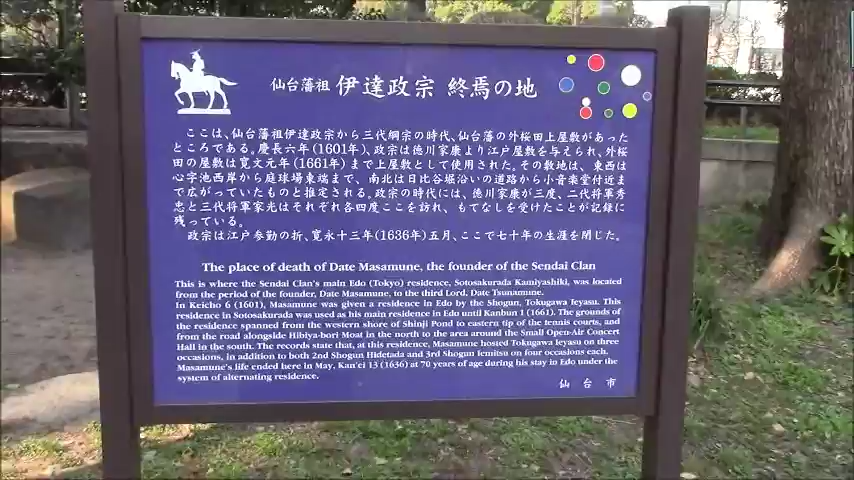 仙台藩祖 伊達政宗 終焉の地
ここは、仙台藩祖伊達政宗から三代綱宗の時代、仙台藩の外桜田上屋敷があった
ところである。慶長六年(1601年)、政宗は徳川家康より江戸屋敷を与えられ、外桜
田の屋敷は寛文元年(1661年)まで上屋敷として使用された。その敷地は、東西は
心字池西岸から庭球場東端まで、南北は日比谷堀沿いの道路から小音楽堂付近ま
で広がっていたものと推定される。政宗の時代には、徳川家康が三度、二代将軍秀
忠と三代将軍家光はそれぞれ各四度ここを訪れ、もてなしを受けたことが記録に
残っている。
政宗は江戸参勤の折、寛永十三年(1636年)五月、ここで七十年の生涯を閉じた。
The place of death of Date Masamune, the founder of the Sendai Clan
This is where the Sendai Clan's main Edo (Tokyo) residence, Sotosakurada Kamiyashiki, was located
from the period of the founder, Date Masamune, to the third Lord, Date Tsunamune.
In Keicho 6 (1601), Masamune was given a residence in Edo by the Shogun, Tokugawa Ieyasu. This
residence in Sotosakurada was used as his main residence in Edo until Kanbun 1 (1661). The grounds of
the residence spanned from the western shore of Shinji Pond to eastern tip of the tennis courts, and
from the road alongside Hibiya-bori Moat in the north to the area around the Small Open-Air Concert
Hall in the south. The records state that, at this residence, Masamune hosted Tokugawa Ieyasu on three
occasions, in addition to both 2nd Shogun Hidetada and 3rd Shogun Iemitsu on four occasions each.
Masamune's life ended here in May, Kan'ei 13 (1636) at 70 years of age during his stay in Edo under the
system of alternating residence.
仙台市